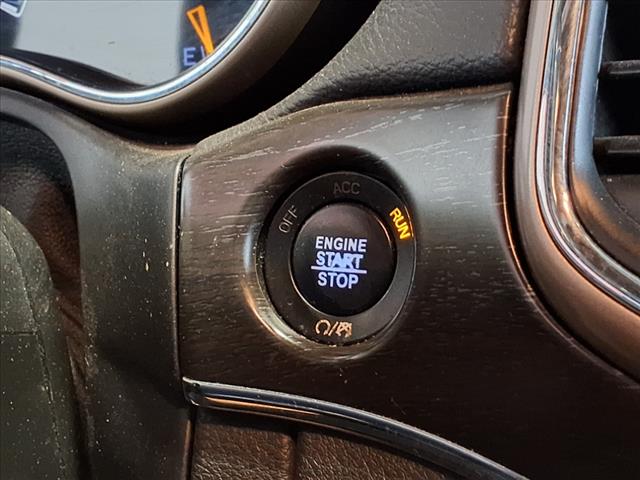 E
OFF ACC RUN
ENGINE
START
STOP